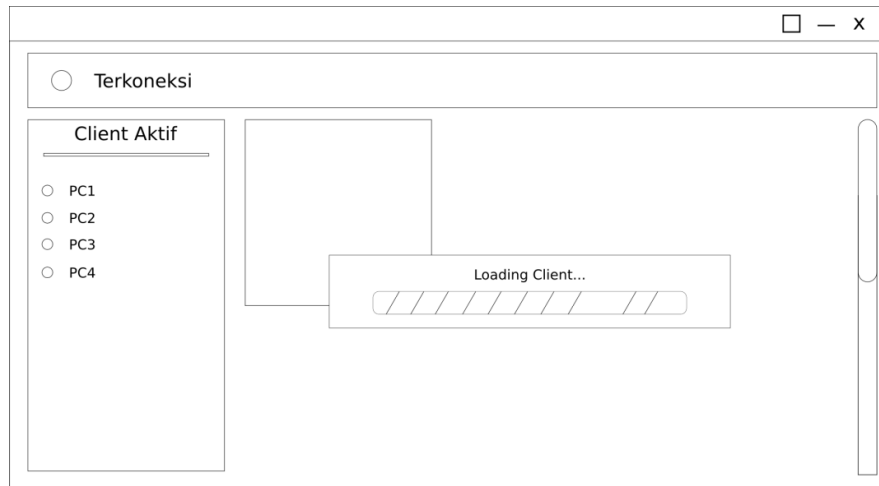 X
Terkoneksi
Client Aktif
PC1
PC2
PC3
PC4
Loading Client...